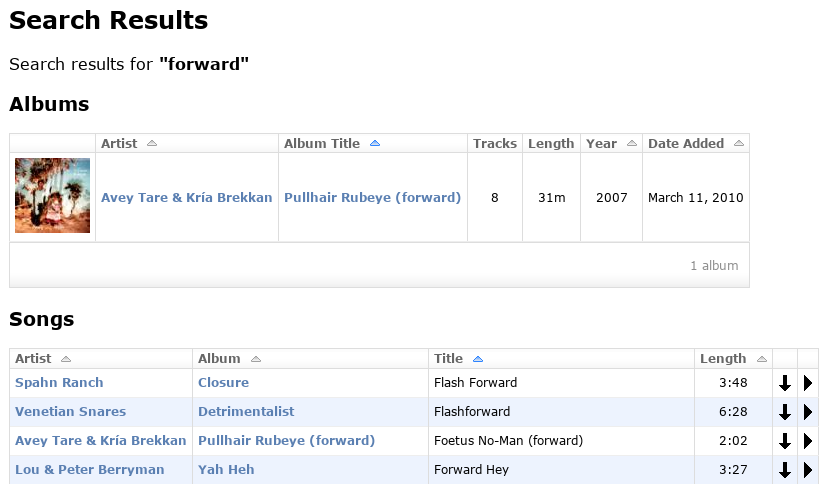 Search Results
Search results for "forward"
Albums
Artist Album Title Tracks Length Year Date Added
Avey Tare & Kría Brekkan Pullhair Rubeye (forward) 8 31m 2007 March 11, 2010
1 album
Songs
Artist Album Title Length
Spahn Ranch Closure Flash Forward 3:48
Venetian Snares Detrimentalist Flashforward 6:28
Avey Tare & Kría Brekkan Pullhair Rubeye (forward) Foetus No-Man (forward) 2:02
Lou & Peter Berryman Yah Heh Forward Hey 3:27